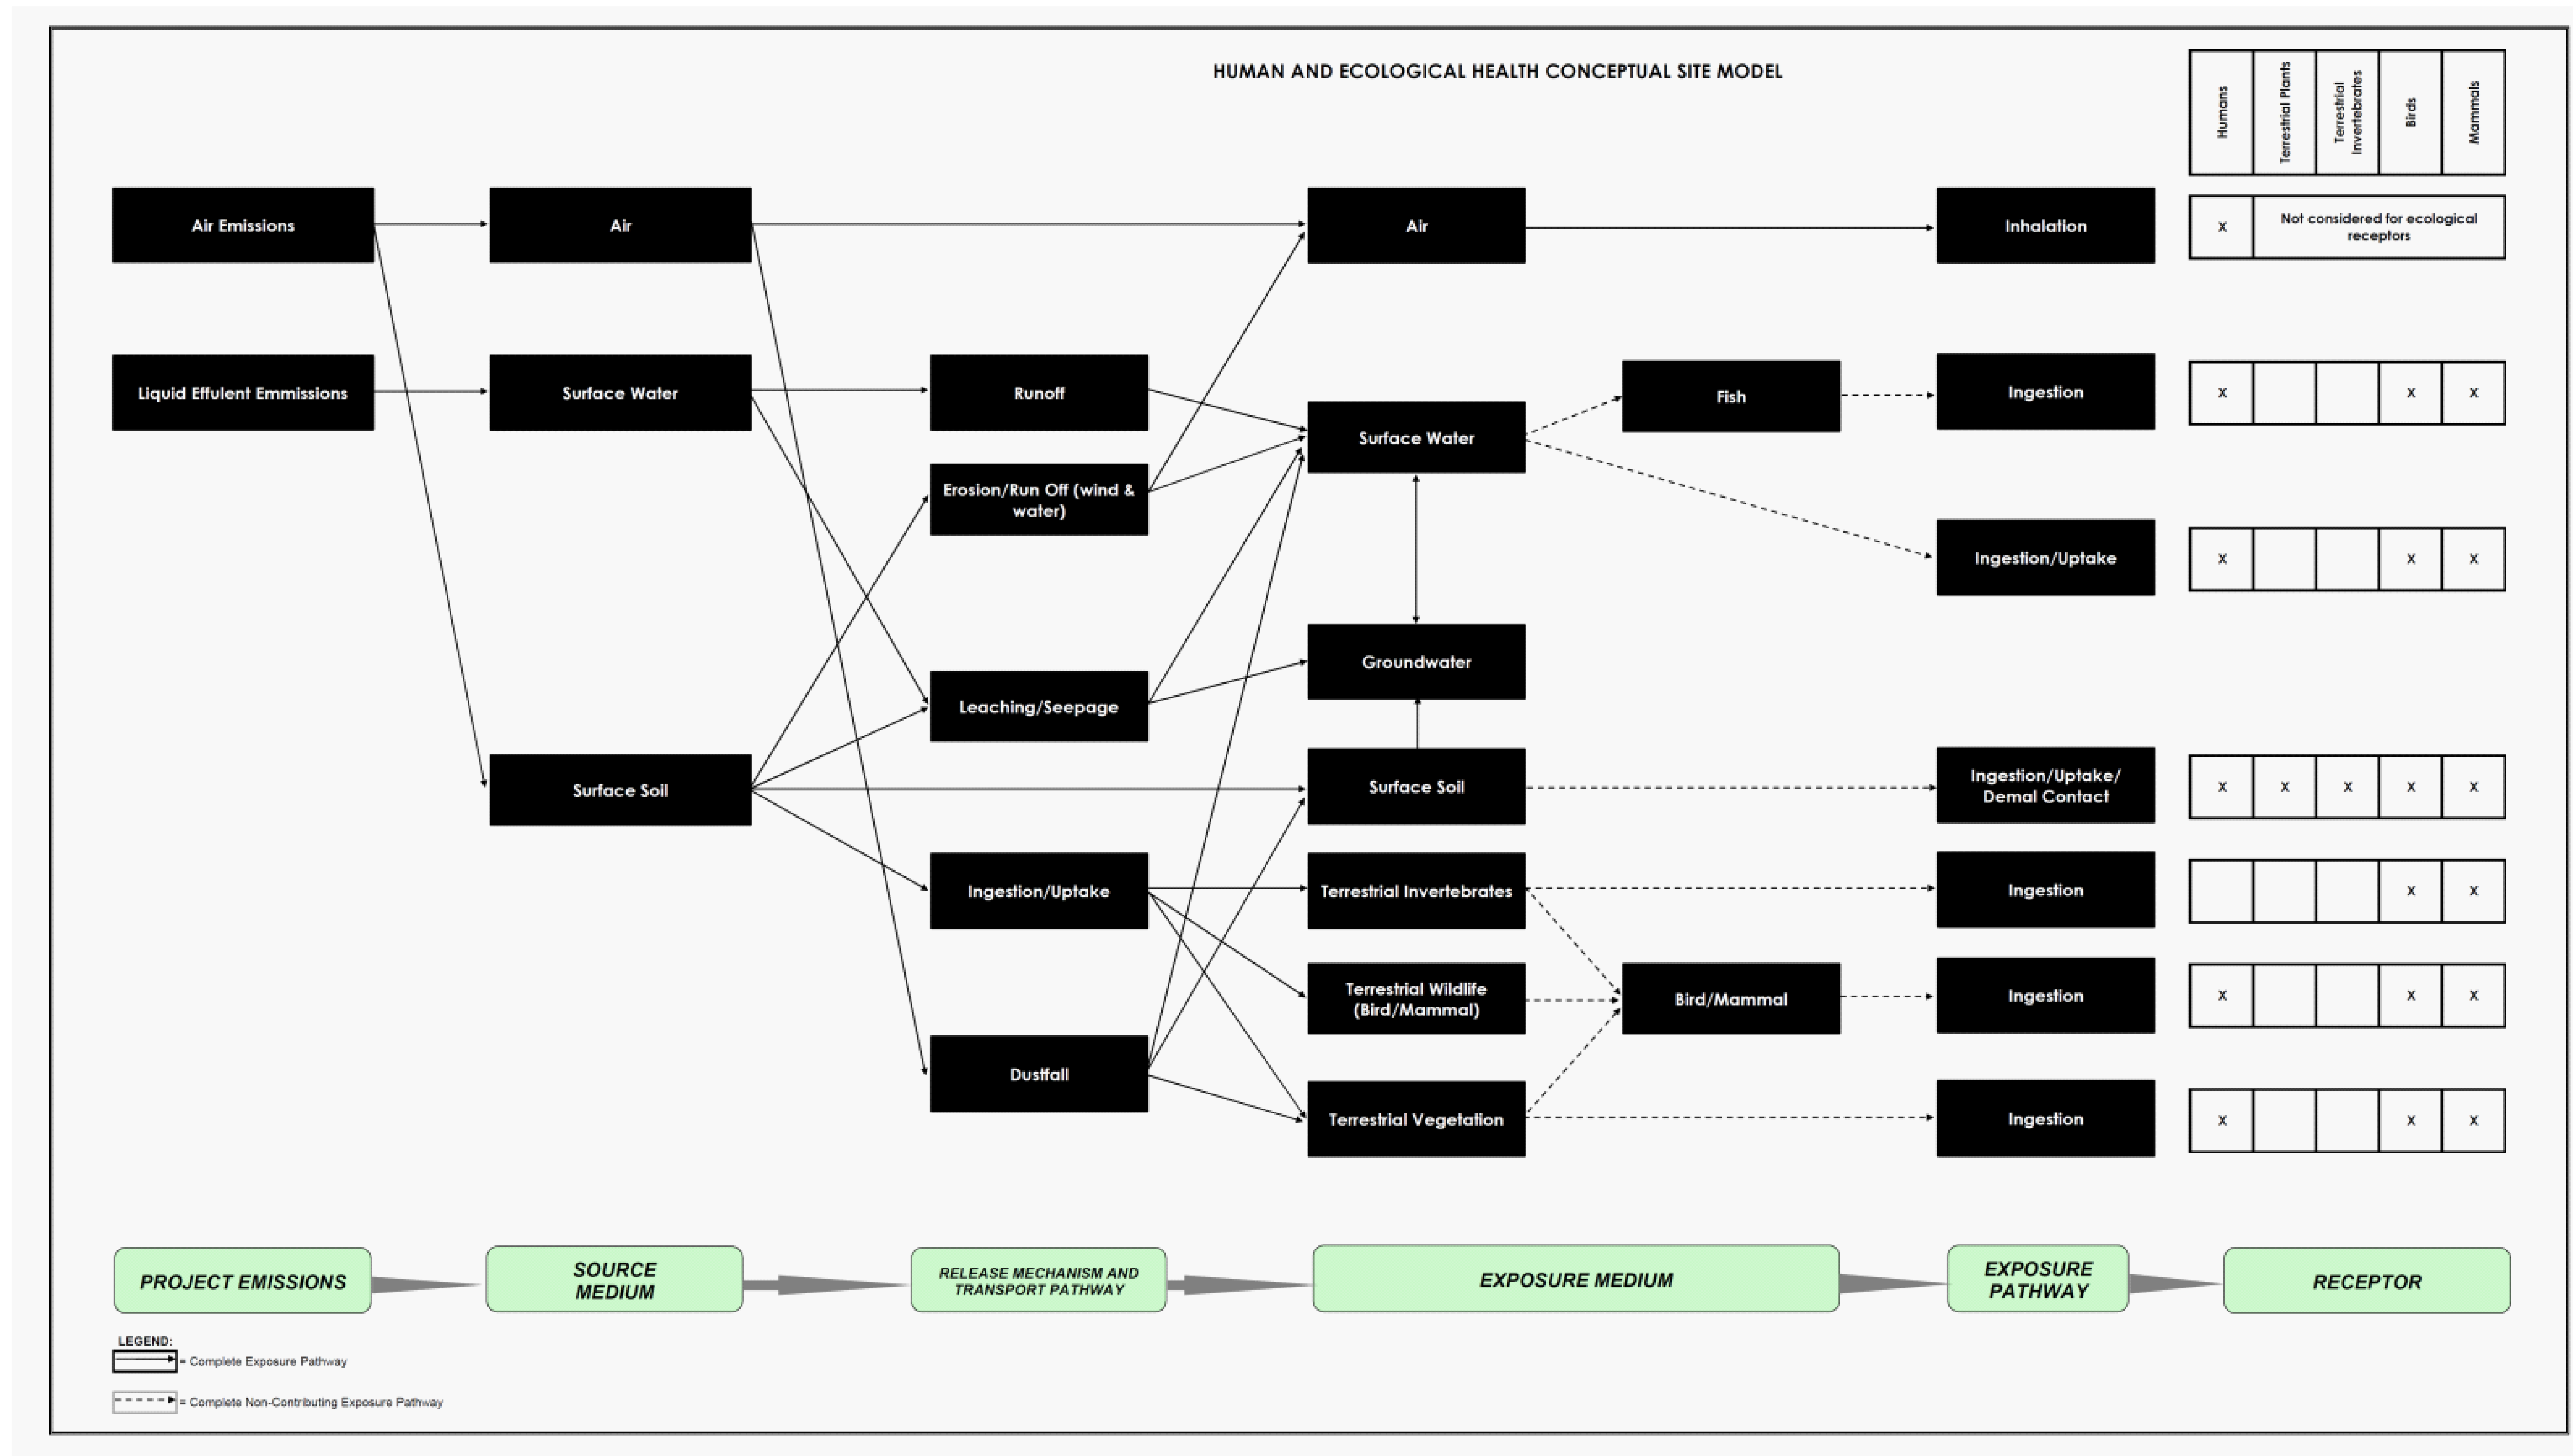 HUMAN AND ECOLOGICAL HEALTH CONCEPTUAL SITE MODEL
Humans
Terrestrial Plants
Terrestrial
Invertebrates
Birds
Mammals
Air Emissions
Air
Air
Inhalation
X
Not considered for ecological
receptors
Liquid Effulent Emmissions
Surface Water
Runoff
Surface Water
Fish
Ingestion
X
X
X
Erosion/Run Off (wind &
water)
Ingestion/Uptake
X
X
X
Groundwater
Leaching/Seepage
Surface Soil
Surface Soil
Ingestion/Uptake/
Demal Contact
X
X
X
X
X
Ingestion/Uptake
Terrestrial Invertebrates
Ingestion
X
X
Terrestrial Wildlife
(Bird/Mammal)
Bird/Mammal
Ingestion
X
X
X
Dustfall
Terrestrial Vegetation
Ingestion
X
X
X
PROJECT EMISSIONS
SOURCE
MEDIUM
RELEASE MECHANISM AND
TRANSPORT PATHWAY
EXPOSURE MEDIUM
EXPOSURE
PATHWAY
RECEPTOR
LEGEND:
= Complete Exposure Pathway
= Complete Non-Contributing Exposure Pathway